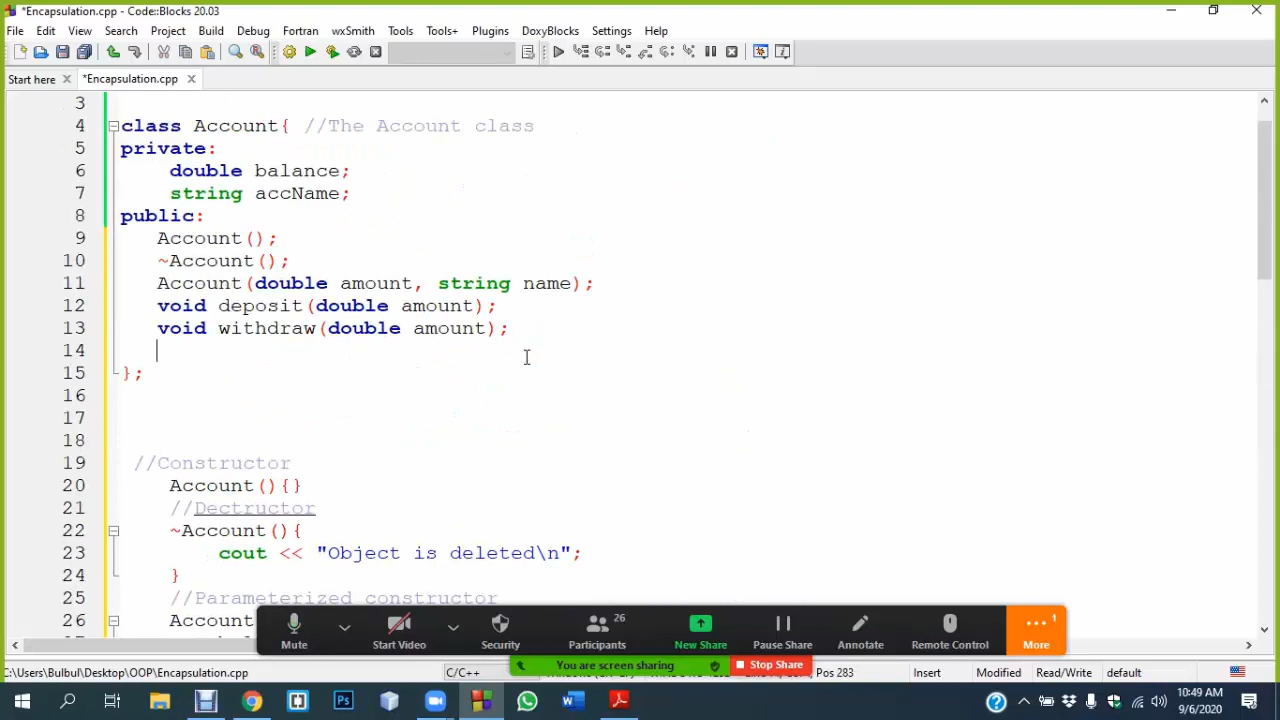 *Encapsulation.cpp - Code::Blocks 20.03
File Edit View Search Project Build Debug Fortran wxSmith Tools Tools+ Plugins DoxyBlocks Settings Help
Start here *Encapsulation.cpp
3
4 class Account{ //The Account class
5 private:
6 double balance;
7 string accName;
8 public:
9 Account();
10 ~Account();
11 Account(double amount, string name);
12 void deposit(double amount);
13 void withdraw(double amount);
14
15 };
16
17
18
19 //Constructor
20 Account(){}
21 //Dectructor
22 ~Account(){
23 cout << "Object is deleted\n";
24 }
25 //Parameterized constructor
26 Account
26 1
Mute Start Video Security Participants New Share Pause Share Annotate Remote Control More
You are screen sharing Stop Share
C:\Users\Bulbul\Desktop\OOP\Encapsulation.cpp C/C++ Pos 283 Insert Modified Read/Write default
10:49 AM
9/6/2020